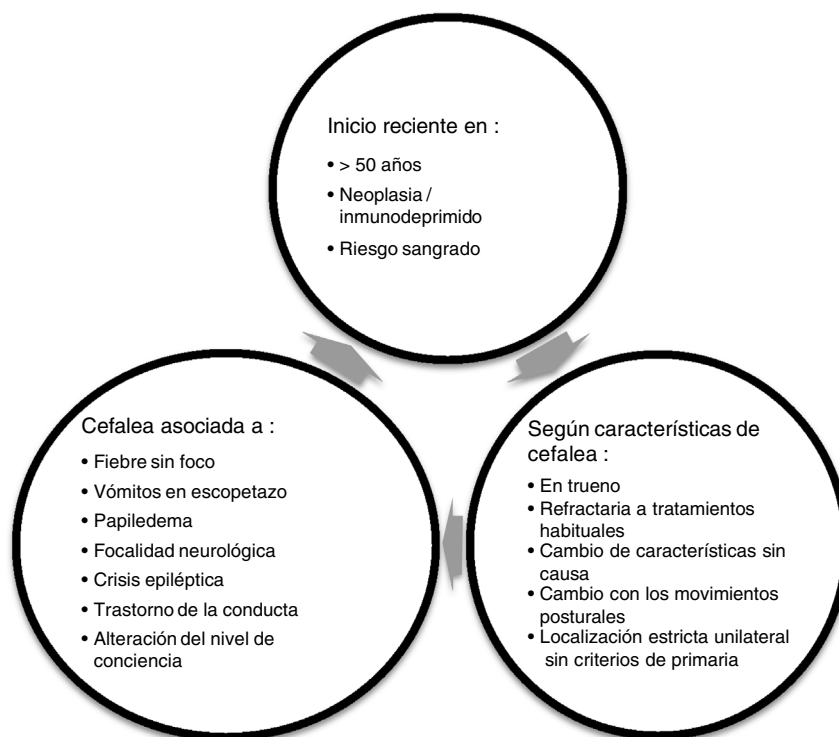 Inicio reciente en :
• > 50 años
• Neoplasia /
inmunodeprimido
• Riesgo sangrado
Cefalea asociada a :
• Fiebre sin foco
• Vómitos en escopetazo
• Papiledema
• Focalidad neurológica
• Crisis epiléptica
• Trastorno de la conducta
• Alteración del nivel de
conciencia
Según características de
cefalea :
• En trueno
• Refractaria a tratamientos
habituales
• Cambio de características sin
causa
• Cambio con los movimientos
posturales
• Localización estricta unilateral
sin criterios de primaria